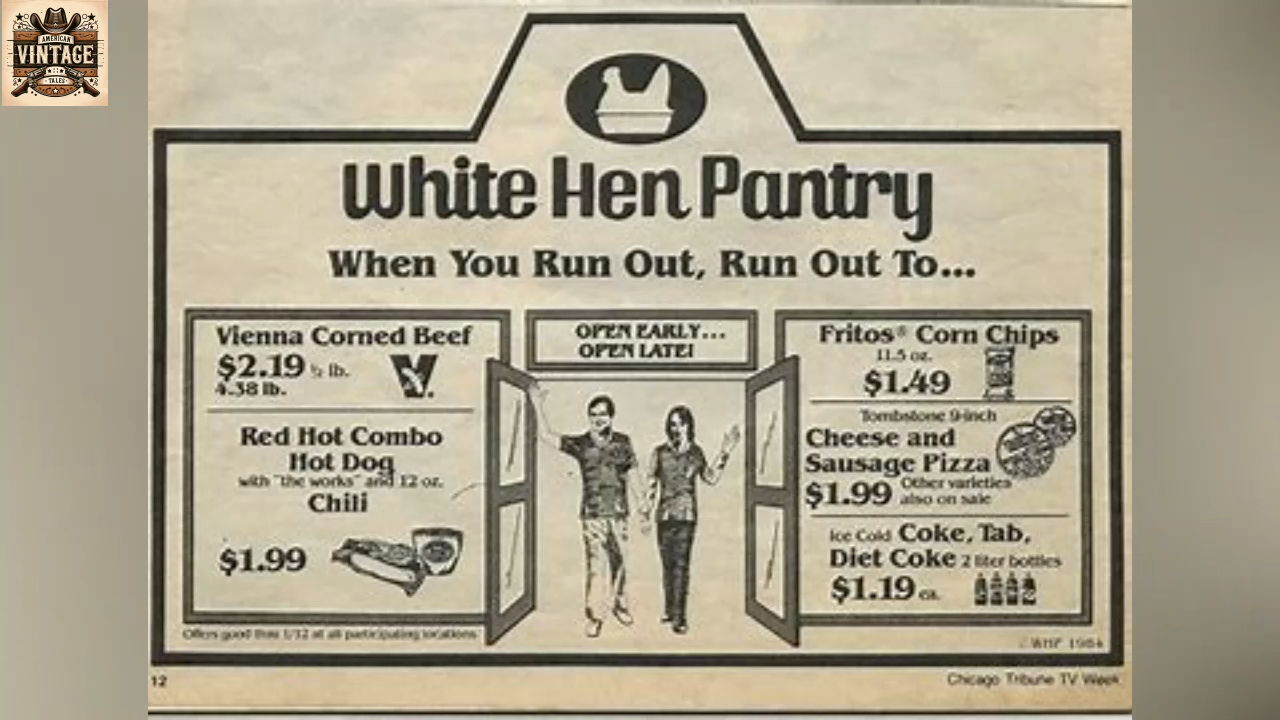 AMERICAN
VINTAGE
TALES
White Hen Pantry
When You Run Out, Run Out To...
Vienna Corned Beef
$2.19 ½ lb.
4.38 lb.
V.
Red Hot Combo
Hot Dog
with "the works" and 12 oz.
Chili
$1.99
OPEN EARLY...
OPEN LATE!
Fritos® Corn Chips
11.5 oz.
$1.49
Tombstone 9-inch
Cheese and
Sausage Pizza
$1.99 Other varieties
also on sale
Ice Cold Coke, Tab,
Diet Coke 2 liter bottles
$1.19 ea.
Offers good thru 1/12 at all participating locations
© WHP 1984
12
Chicago Tribune TV Week